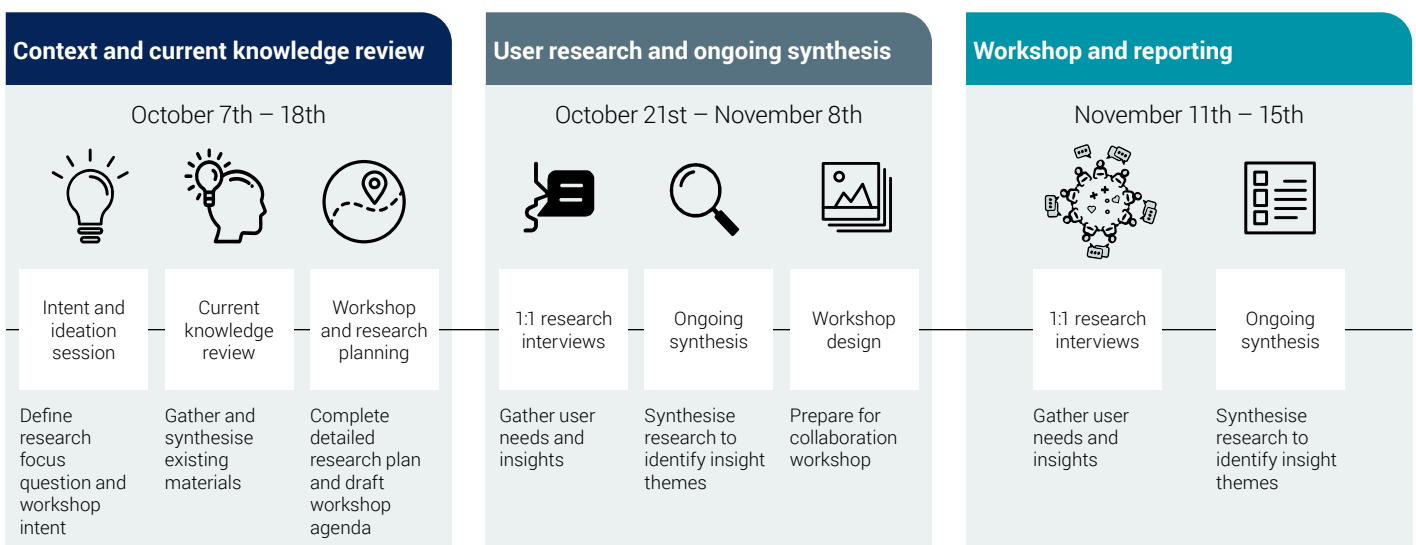 Context and current knowledge review
October 7th – 18th
Intent and
ideation
session
Define
research
focus
question and
workshop
intent
Current
knowledge
review
Gather and
synthesise
existing
materials
Workshop
and research
planning
Complete
detailed
research plan
and draft
workshop
agenda
User research and ongoing synthesis
October 21st – November 8th
1:1 research
interviews
Gather user
needs and
insights
Ongoing
synthesis
Synthesise
research to
identify insight
themes
Workshop
design
Prepare for
collaboration
workshop
Workshop and reporting
November 11th – 15th
1:1 research
interviews
Gather user
needs and
insights
Ongoing
synthesis
Synthesise
research to
identify insight
themes